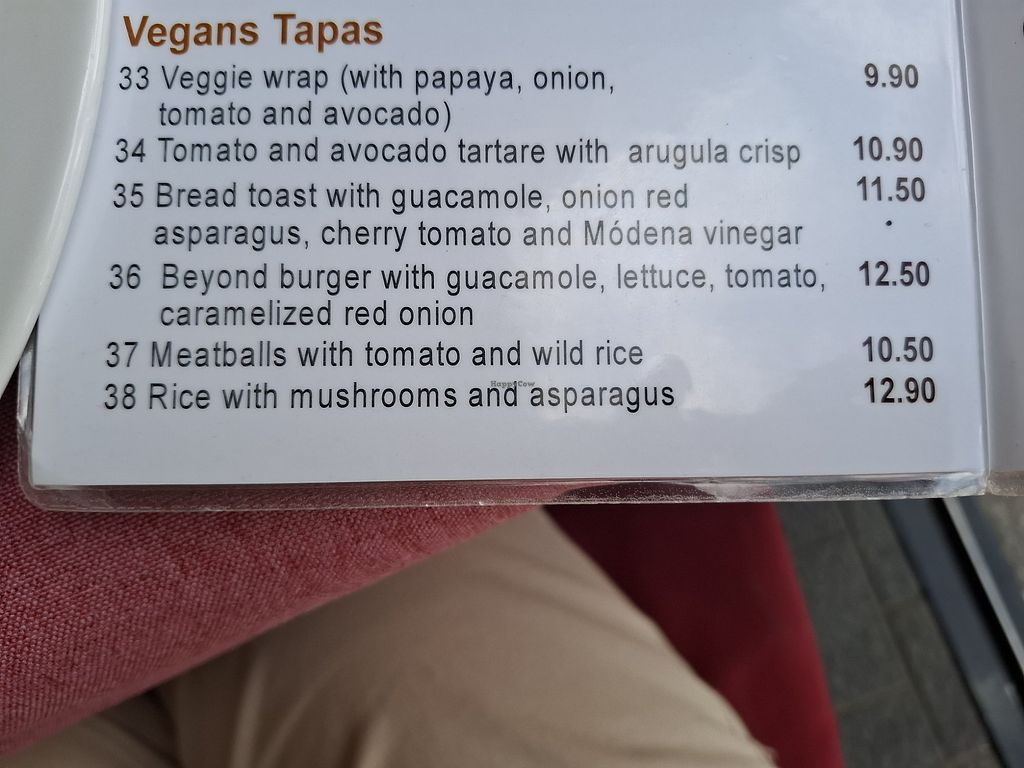 Vegans Tapas
33 Veggie wrap (with papaya, onion, 9.90
tomato and avocado)
34 Tomato and avocado tartare with arugula crisp 10.90
35 Bread toast with guacamole, onion red 11.50
asparagus, cherry tomato and Módena vinegar
36 Beyond burger with guacamole, lettuce, tomato, 12.50
caramelized red onion
37 Meatballs with tomato and wild rice 10.50
HappyCow
38 Rice with mushrooms and asparagus 12.90